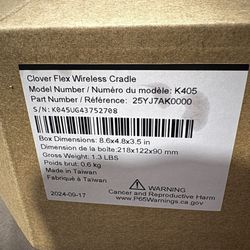 Clover Flex Wireless Cradle
Model Number / Numéro du modèle: K405
Part Number / Référence: 25YJ7AK0000
S/N:K045UG43752708
Box Dimensions: 8.6x4.8x3.5 in
Dimension de la boîte:218x122x90 mm
Gross Weight: 1.3 LBS
Poids brut: 0.6 kg
Made in Taiwan
Fabriqué à Taiwan
2024-09-17
WARNING
Cancer and Reproductive Harm
www.P65Warnings.ca.gov